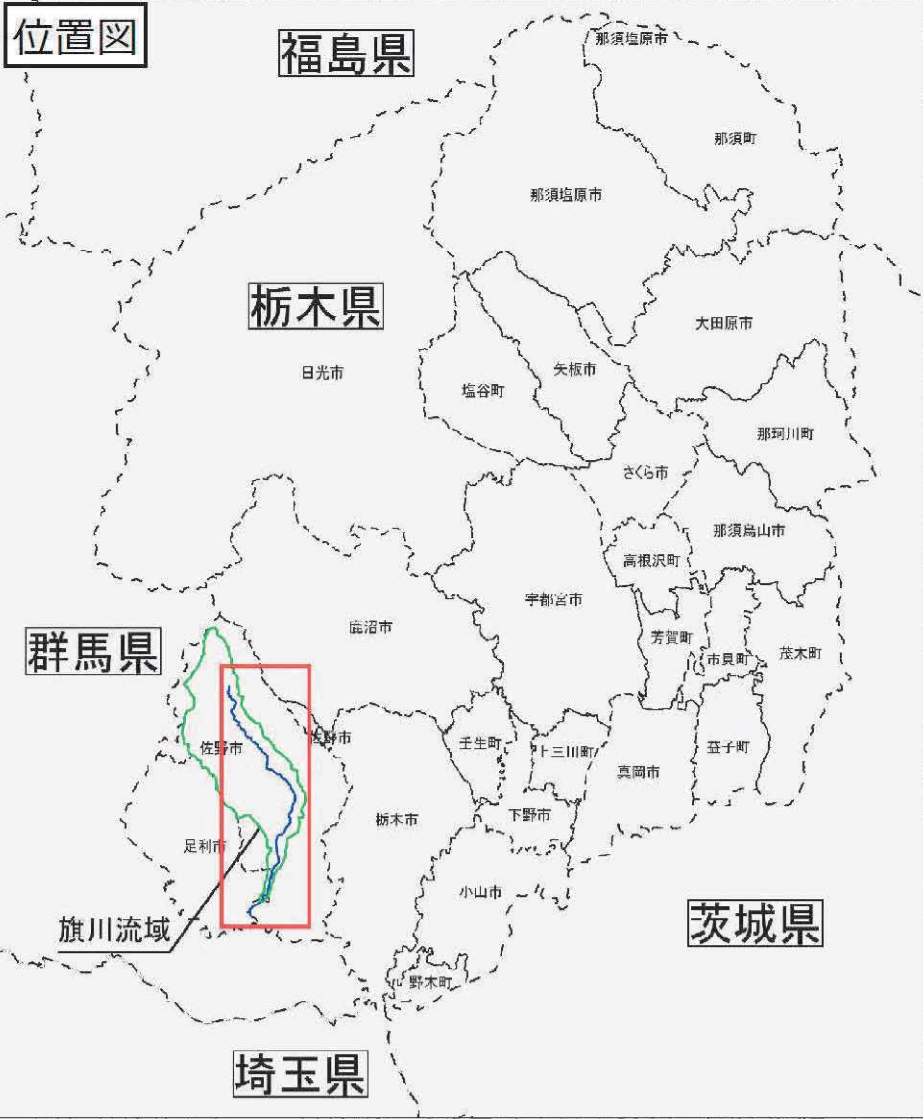 位置図
福島県
那須塩原市
那須町
那須塩原市
栃木県
大田原市
日光市
矢板市
塩谷町
那珂川町
さくら市
那須烏山市
高根沢町
宇都宮市
鹿沼市
芳賀町
群馬県
市貝町
茂木町
佐野市
佐野市
壬生町
上三川町
益子町
真岡市
栃木市
下野市
足利市
小山市
旗川流域
茨城県
野木町
埼玉県